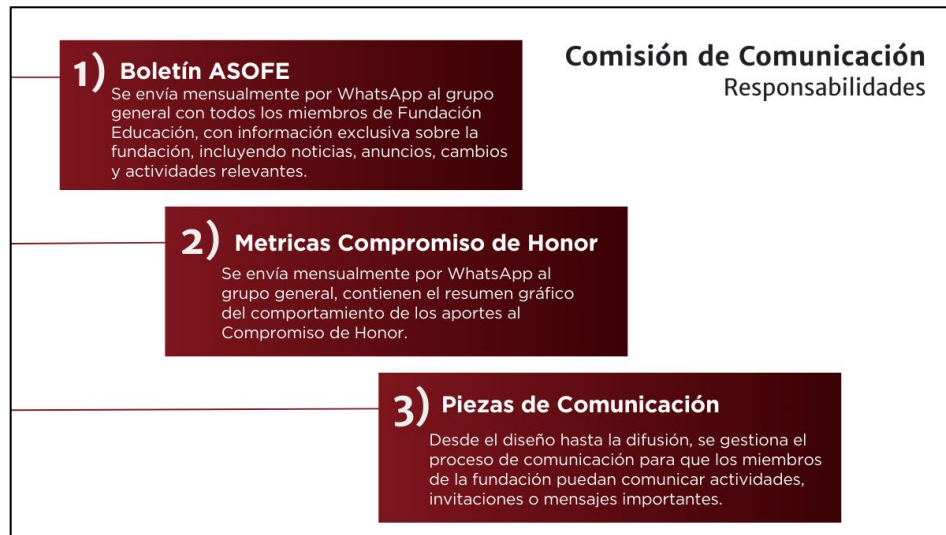 Comisión de Comunicación
Responsabilidades
1) Boletín ASOFE
Se envía mensualmente por WhatsApp al grupo
general con todos los miembros de Fundación
Educación, con información exclusiva sobre la
fundación, incluyendo noticias, anuncios, cambios
y actividades relevantes.
2) Metricas Compromiso de Honor
Se envía mensualmente por WhatsApp al
grupo general, contienen el resumen gráfico
del comportamiento de los aportes al
Compromiso de Honor.
3) Piezas de Comunicación
Desde el diseño hasta la difusión, se gestiona el
proceso de comunicación para que los miembros
de la fundación puedan comunicar actividades,
invitaciones o mensajes importantes.